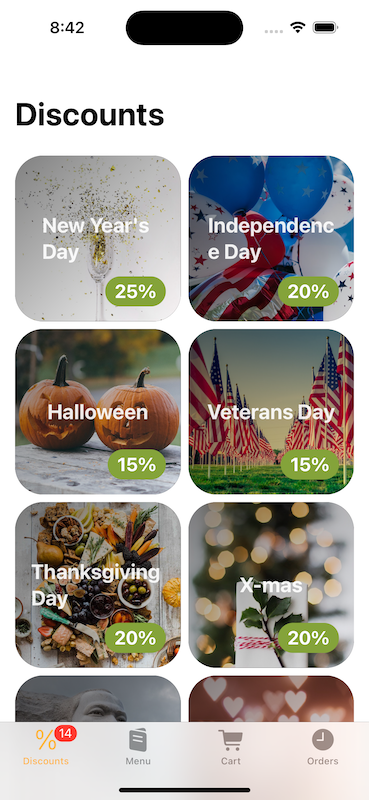 8:42
Discounts
New Year's
Day
25%
Independenc
e Day
20%
Halloween
15%
Veterans Day
15%
Thanksgiving
Day
20%
X-mas
20%
14
Discounts
Menu
Cart
Orders